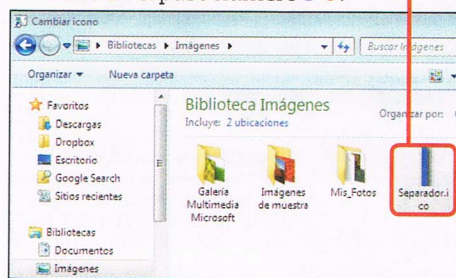 Cambiar icono
Bibliotecas ▸ Imágenes ▸
Buscar Imágenes
Organizar ▾ Nueva carpeta
Favoritos
Descargas
Dropbox
Escritorio
Google Search
Sitios recientes
Bibliotecas
Documentos
Imágenes
Biblioteca Imágenes
Incluye: 2 ubicaciones
Organizar por:
Galería
Multimedia
Microsoft
Imágenes
de muestra
Mis_Fotos
Separador.i
co